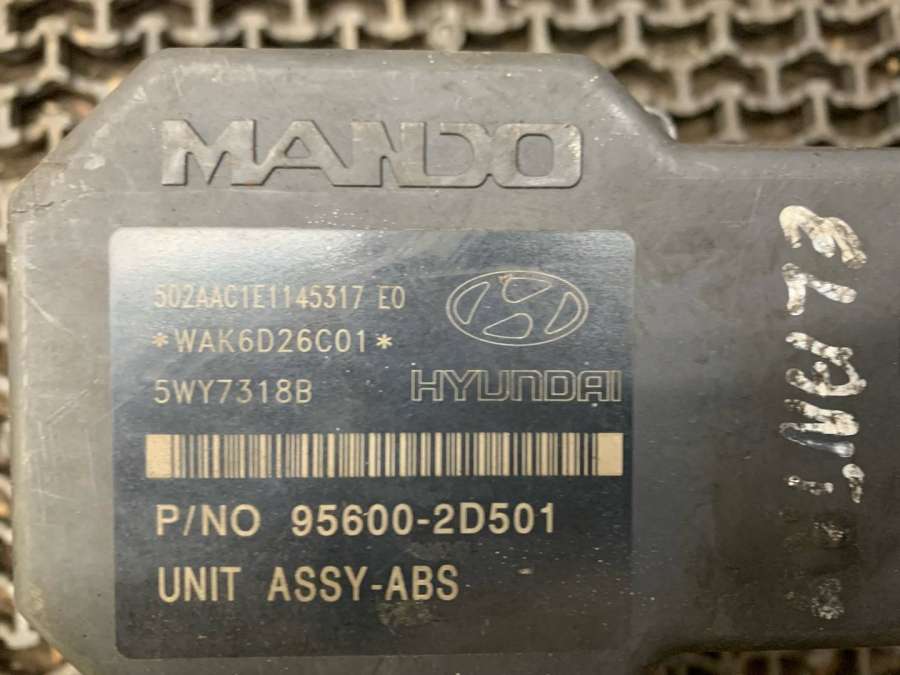 MANDO
502AAC1E1145317 E0
*WAK6D26C01*
5WY7318B
HYUNDAI
P/NO 95600-2D501
UNIT ASSY-ABS